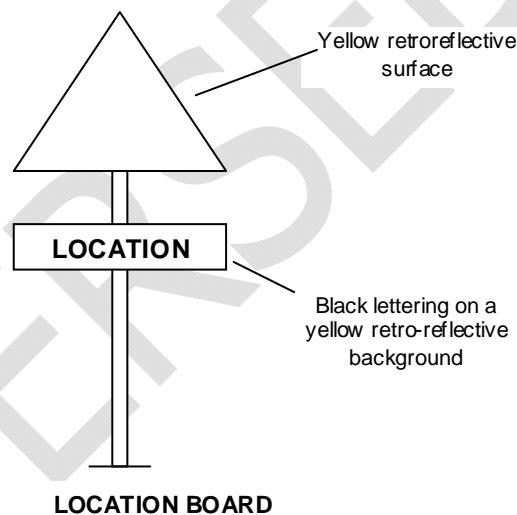 Yellow retroreflective
surface
LOCATION
Black lettering on a
yellow retro-reflective
background
LOCATION BOARD